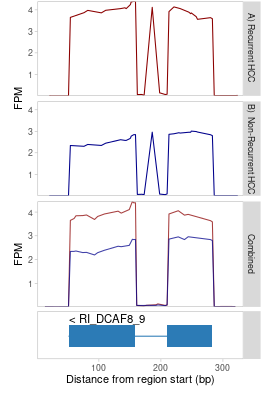 4
3
2
1
A) Recurrent HCC
FPM
4
3
2
1
B) Non-Recurrent HCC
4
3
2
1
Combined
FPM
< RI_DCAF8_9
100
200
300
Distance from region start (bp)